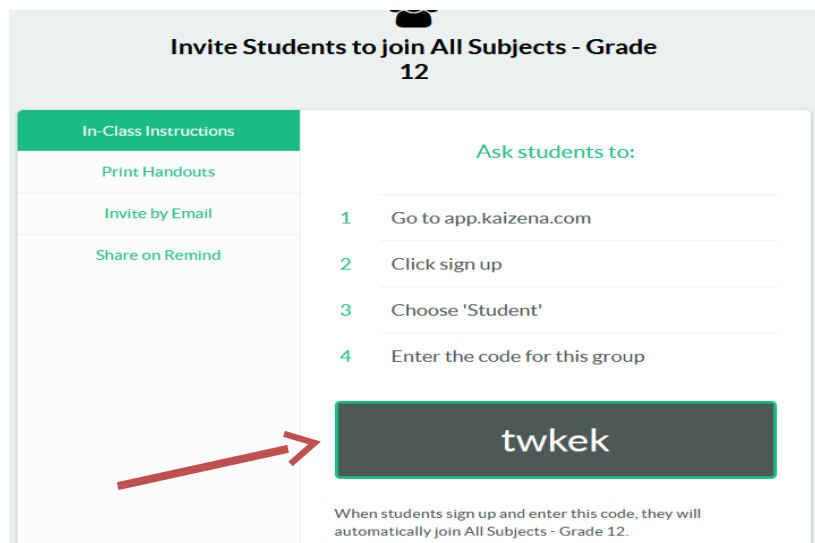 Invite Students to join All Subjects - Grade
12
In-Class Instructions
Print Handouts
Invite by Email
Share on Remind
Ask students to:
1 Go to app.kaizena.com
2 Click sign up
3 Choose 'Student'
4 Enter the code for this group
twkek
When students sign up and enter this code, they will
automatically join All Subjects - Grade 12.